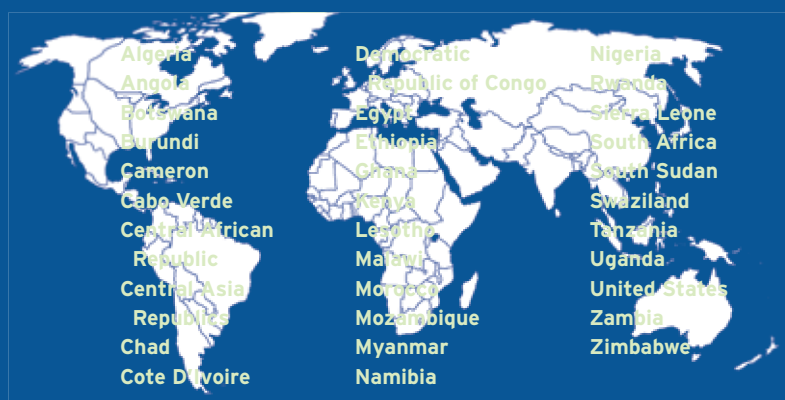 Algeria
Angola
Botswana
Burundi
Cameron
Cabo Verde
Central African
Republic
Central Asia
Republics
Chad
Cote D'Ivoire
Democratic
Republic of Congo
Egypt
Ethiopia
Ghana
Kenya
Lesotho
Malawi
Morocco
Mozambique
Myanmar
Namibia
Nigeria
Rwanda
Sierra Leone
South Africa
South Sudan
Swaziland
Tanzania
Uganda
United States
Zambia
Zimbabwe